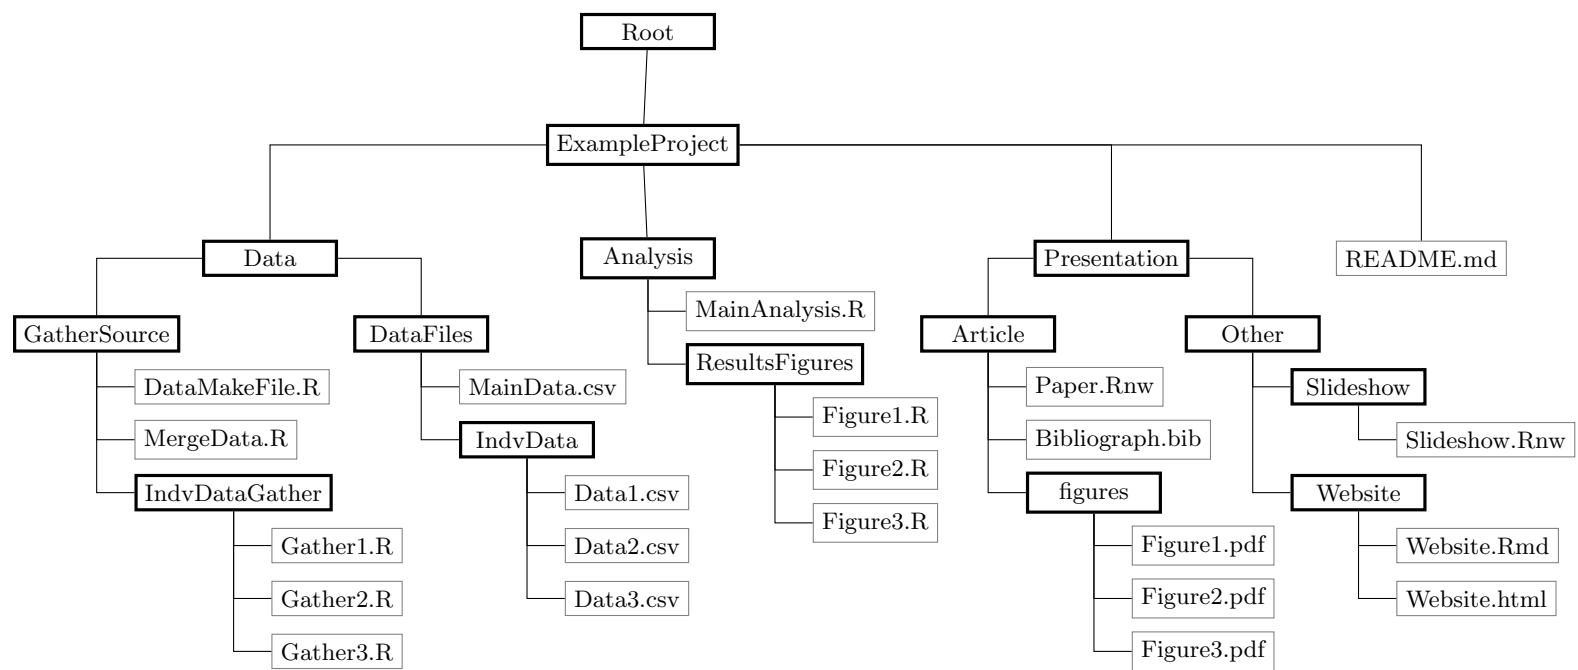 Root
ExampleProject
Data
Analysis
Presentation
README.md
GatherSource
DataMakeFile.R
MergeData.R
IndvDataGather
Gather1.R
Gather2.R
Gather3.R
DataFiles
MainData.csv
IndvData
Data1.csv
Data2.csv
Data3.csv
MainAnalysis.R
ResultsFigures
Figure1.R
Figure2.R
Figure3.R
Article
Paper.Rnw
Bibliograph.bib
figures
Figure1.pdf
Figure2.pdf
Figure3.pdf
Other
Slideshow
Slideshow.Rnw
Website
Website.Rmd
Website.html